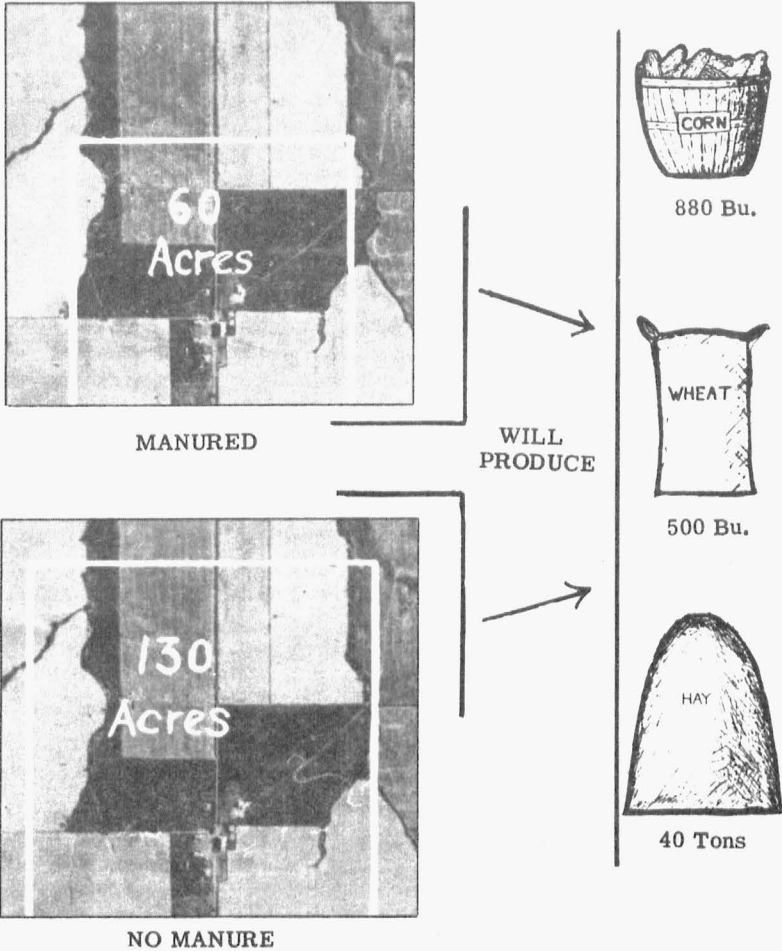 60
Acres
MANURED
130
Acres
NO MANURE
WILL
PRODUCE
CORN
880 Bu.
WHEAT
500 Bu.
HAY
40 Tons